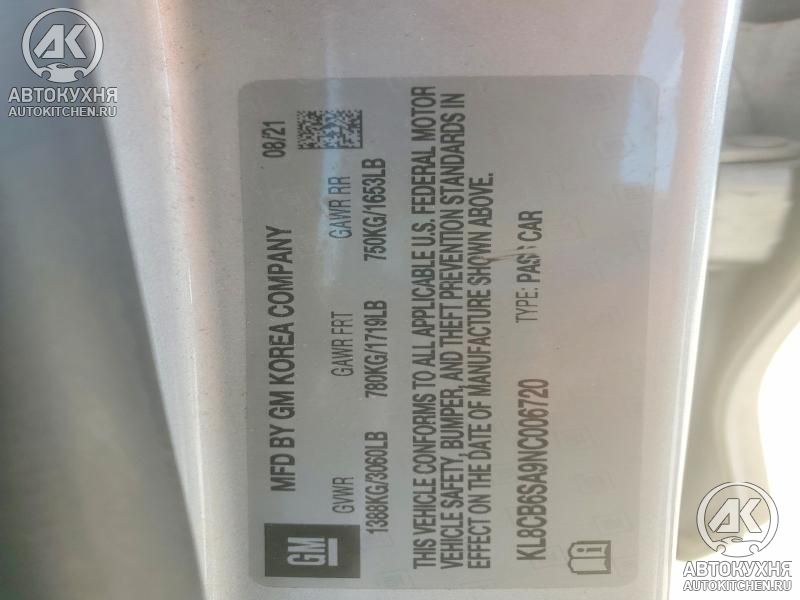 AK
АВТОКУХНЯ
AUTOKITCHEN.RU
MFD BY GM KOREA COMPANY 08/21
GVWR GAWR FRT GAWR RR
1388KG/3060LB 780KG/1719LB 750KG/1653LB
GM
THIS VEHICLE CONFORMS TO ALL APPLICABLE U.S. FEDERAL MOTOR
VEHICLE SAFETY, BUMPER, AND THEFT PREVENTION STANDARDS IN
EFFECT ON THE DATE OF MANUFACTURE SHOWN ABOVE.
KL8CB6SA9NC006720 TYPE: PASS CAR
AK
АВТОКУХНЯ
AUTOKITCHEN.RU